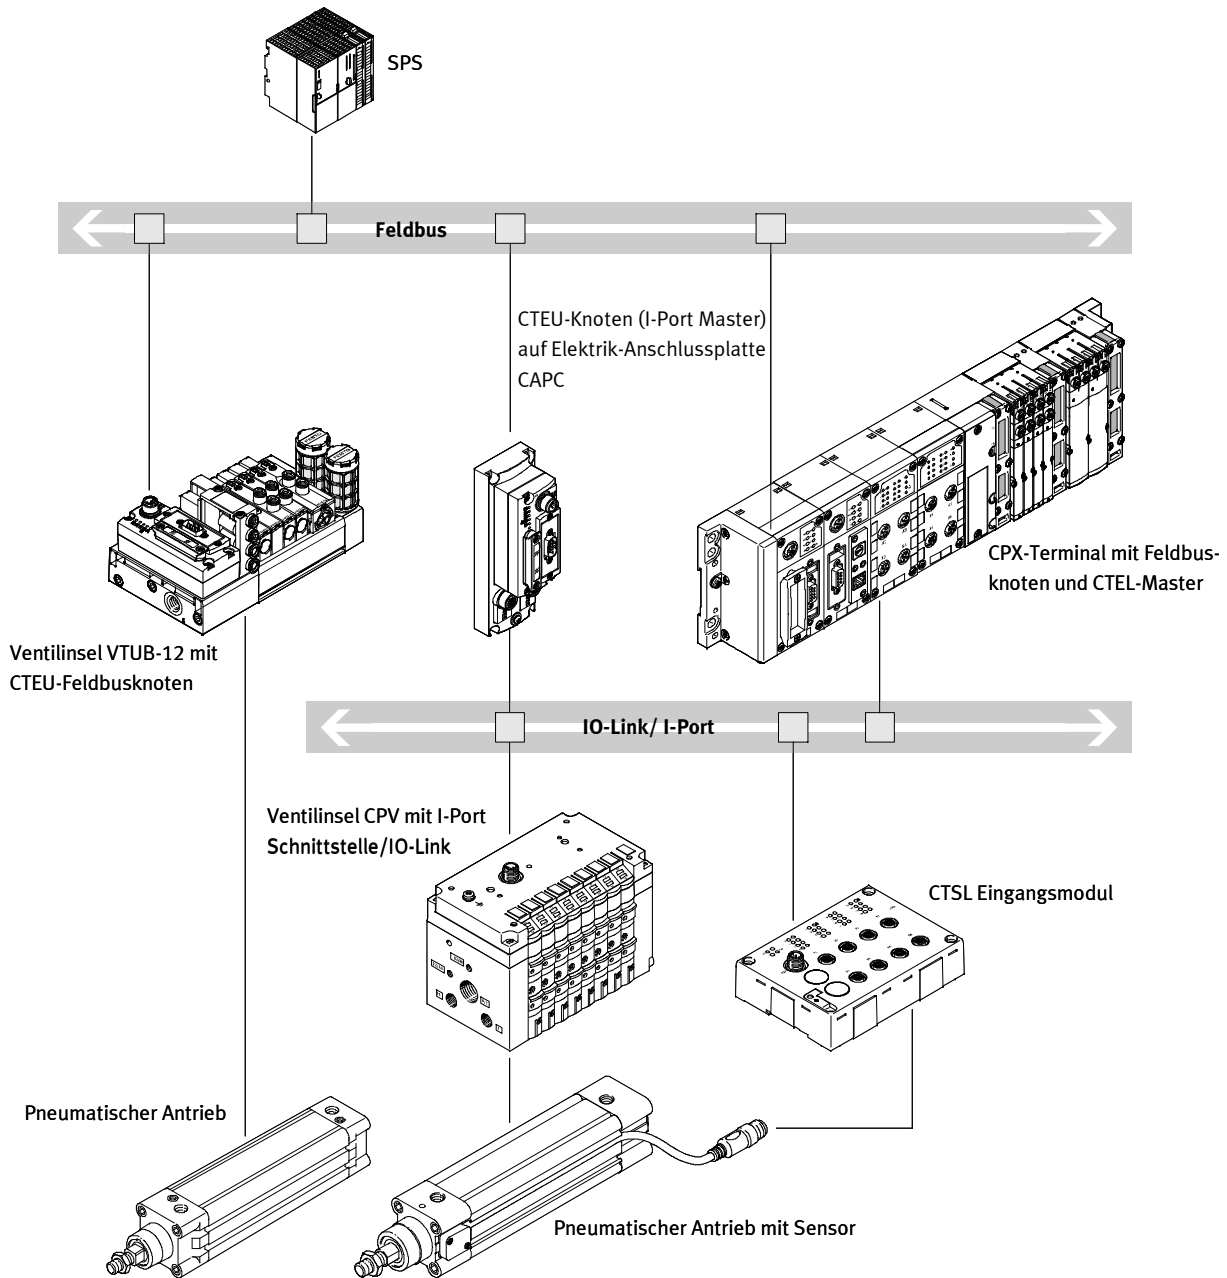 SPS
Feldbus
CTEU-Knoten (I-Port Master)
auf Elektrik-Anschlussplatte
CAPC
CPX-Terminal mit Feldbus-
knoten und CTEL-Master
Ventilinsel VTUB-12 mit
CTEU-Feldbusknoten
IO-Link/ I-Port
Ventilinsel CPV mit I-Port
Schnittstelle/IO-Link
CTSL Eingangsmodul
Pneumatischer Antrieb
Pneumatischer Antrieb mit Sensor